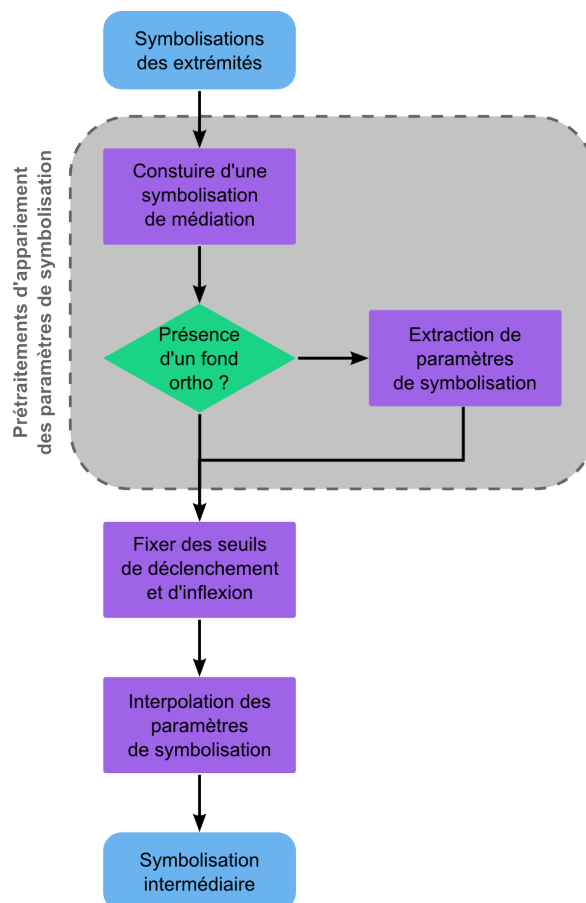 Symbolisations
des extrémités
Prétraitements d'appariement
des paramètres de symbolisation
Constuire d'une
symbolisation
de médiation
Présence
d'un fond
ortho ?
Extraction de
paramètres
de symbolisation
Fixer des seuils
de déclenchement
et d'inflexion
Interpolation des
paramètres
de symbolisation
Symbolisation
intermédiaire